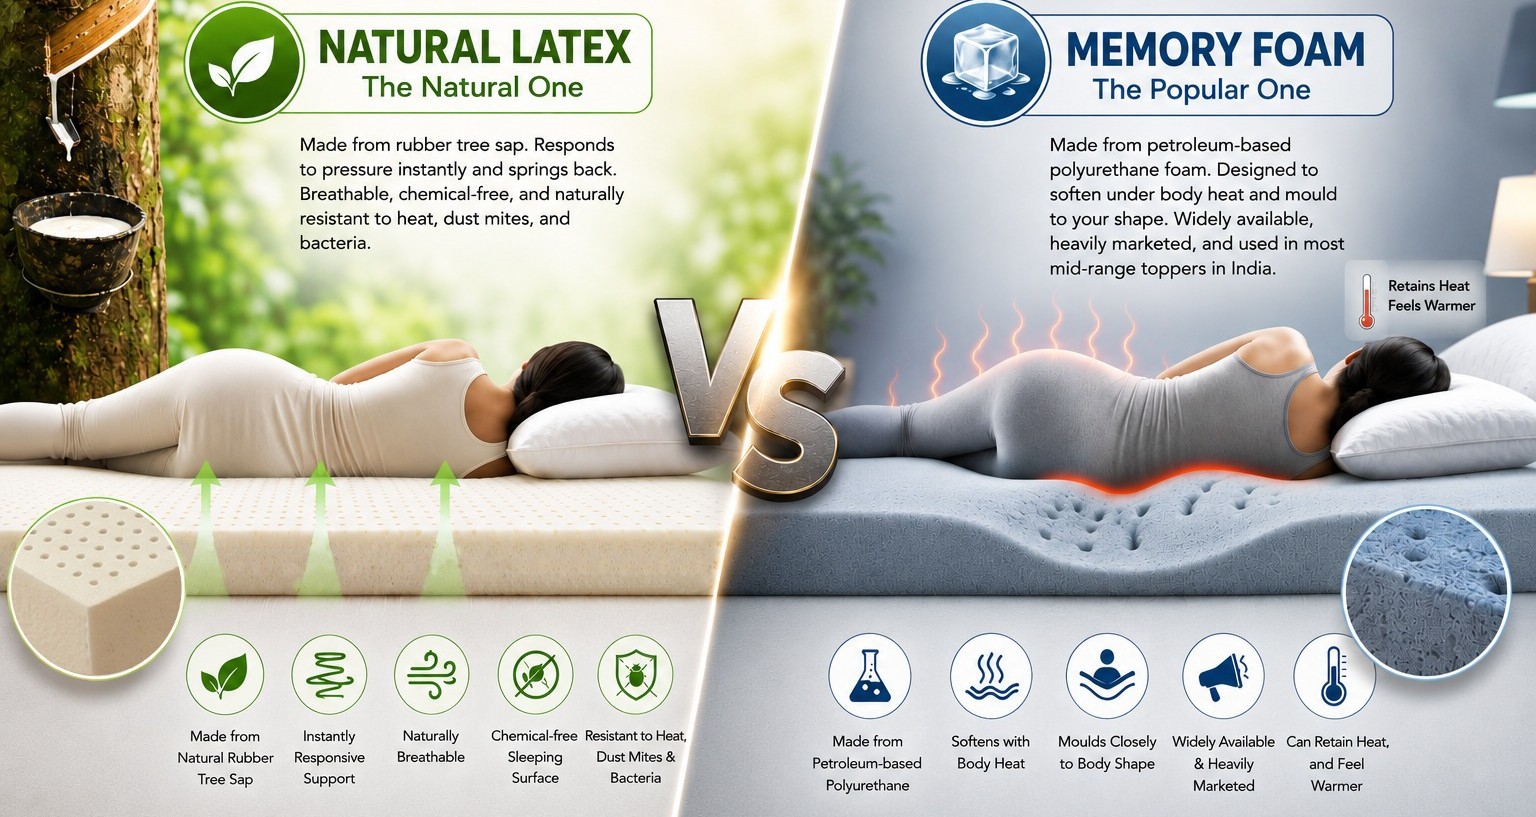 NATURAL LATEX
The Natural One
Made from rubber tree sap. Responds
to pressure instantly and springs back.
Breathable, chemical-free, and naturally
resistant to heat, dust mites, and
bacteria.
MEMORY FOAM
The Popular One
Made from petroleum-based
polyurethane foam. Designed to
soften under body heat and mould
to your shape. Widely available,
heavily marketed, and used in most
mid-range toppers in India.
Retains Heat
Feels Warmer
VS
Made from
Natural Rubber
Tree Sap
Instantly
Responsive
Support
Naturally
Breathable
Chemical-free
Sleeping
Surface
Resistant to Heat,
Dust Mites &
Bacteria
Made from
Petroleum-based
Polyurethane
Softens with
Body Heat
Moulds Closely
to Body Shape
Widely Available
& Heavily
Marketed
Can Retain Heat,
and Feel
Warmer